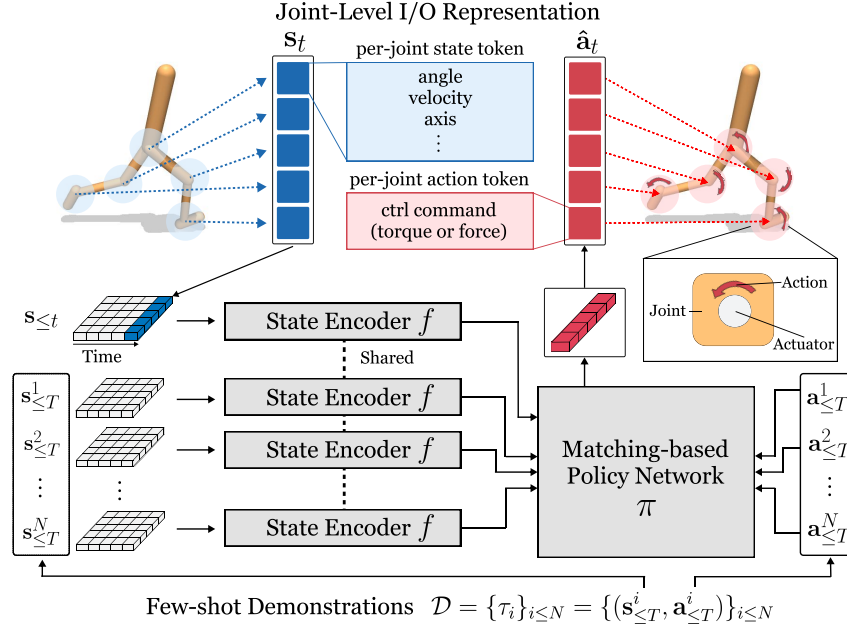 Joint-Level I/O Representation
s_t
â_t
per-joint state token
angle
velocity
axis
⋮
per-joint action token
ctrl command
(torque or force)
Action
Joint
Actuator
s_{≤t}
Time
State Encoder f
Shared
s^1_{≤T}
State Encoder f
s^2_{≤T}
State Encoder f
⋮
⋮
s^N_{≤T}
State Encoder f
Matching-based
Policy Network
π
a^1_{≤T}
a^2_{≤T}
⋮
a^N_{≤T}
Few-shot Demonstrations D = {τ_i}_{i≤N} = {(s^i_{≤T}, a^i_{≤T})}_{i≤N}